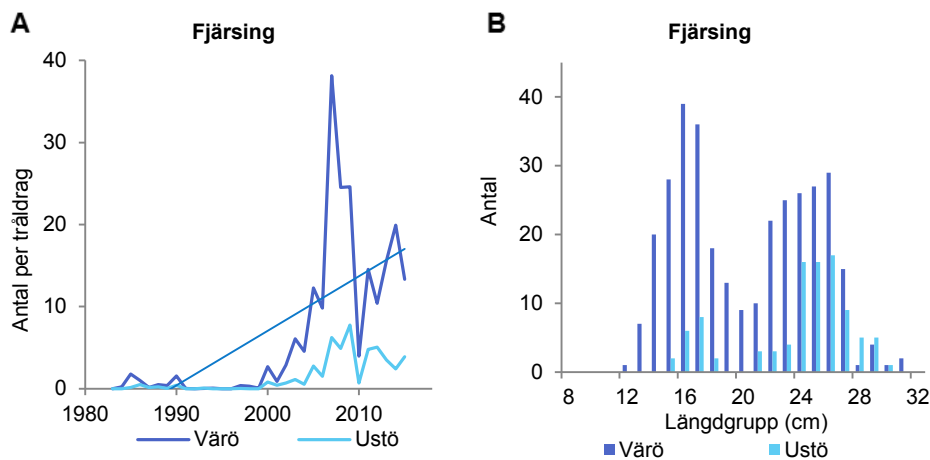 A
Fjärsing
Antal per tråldrag
40
30
20
10
0
1980
1990
2000
2010
Värö
Ustö
B
Fjärsing
Antal
40
30
20
10
0
8
12
16
20
24
28
32
Längdgrupp (cm)
Värö
Ustö